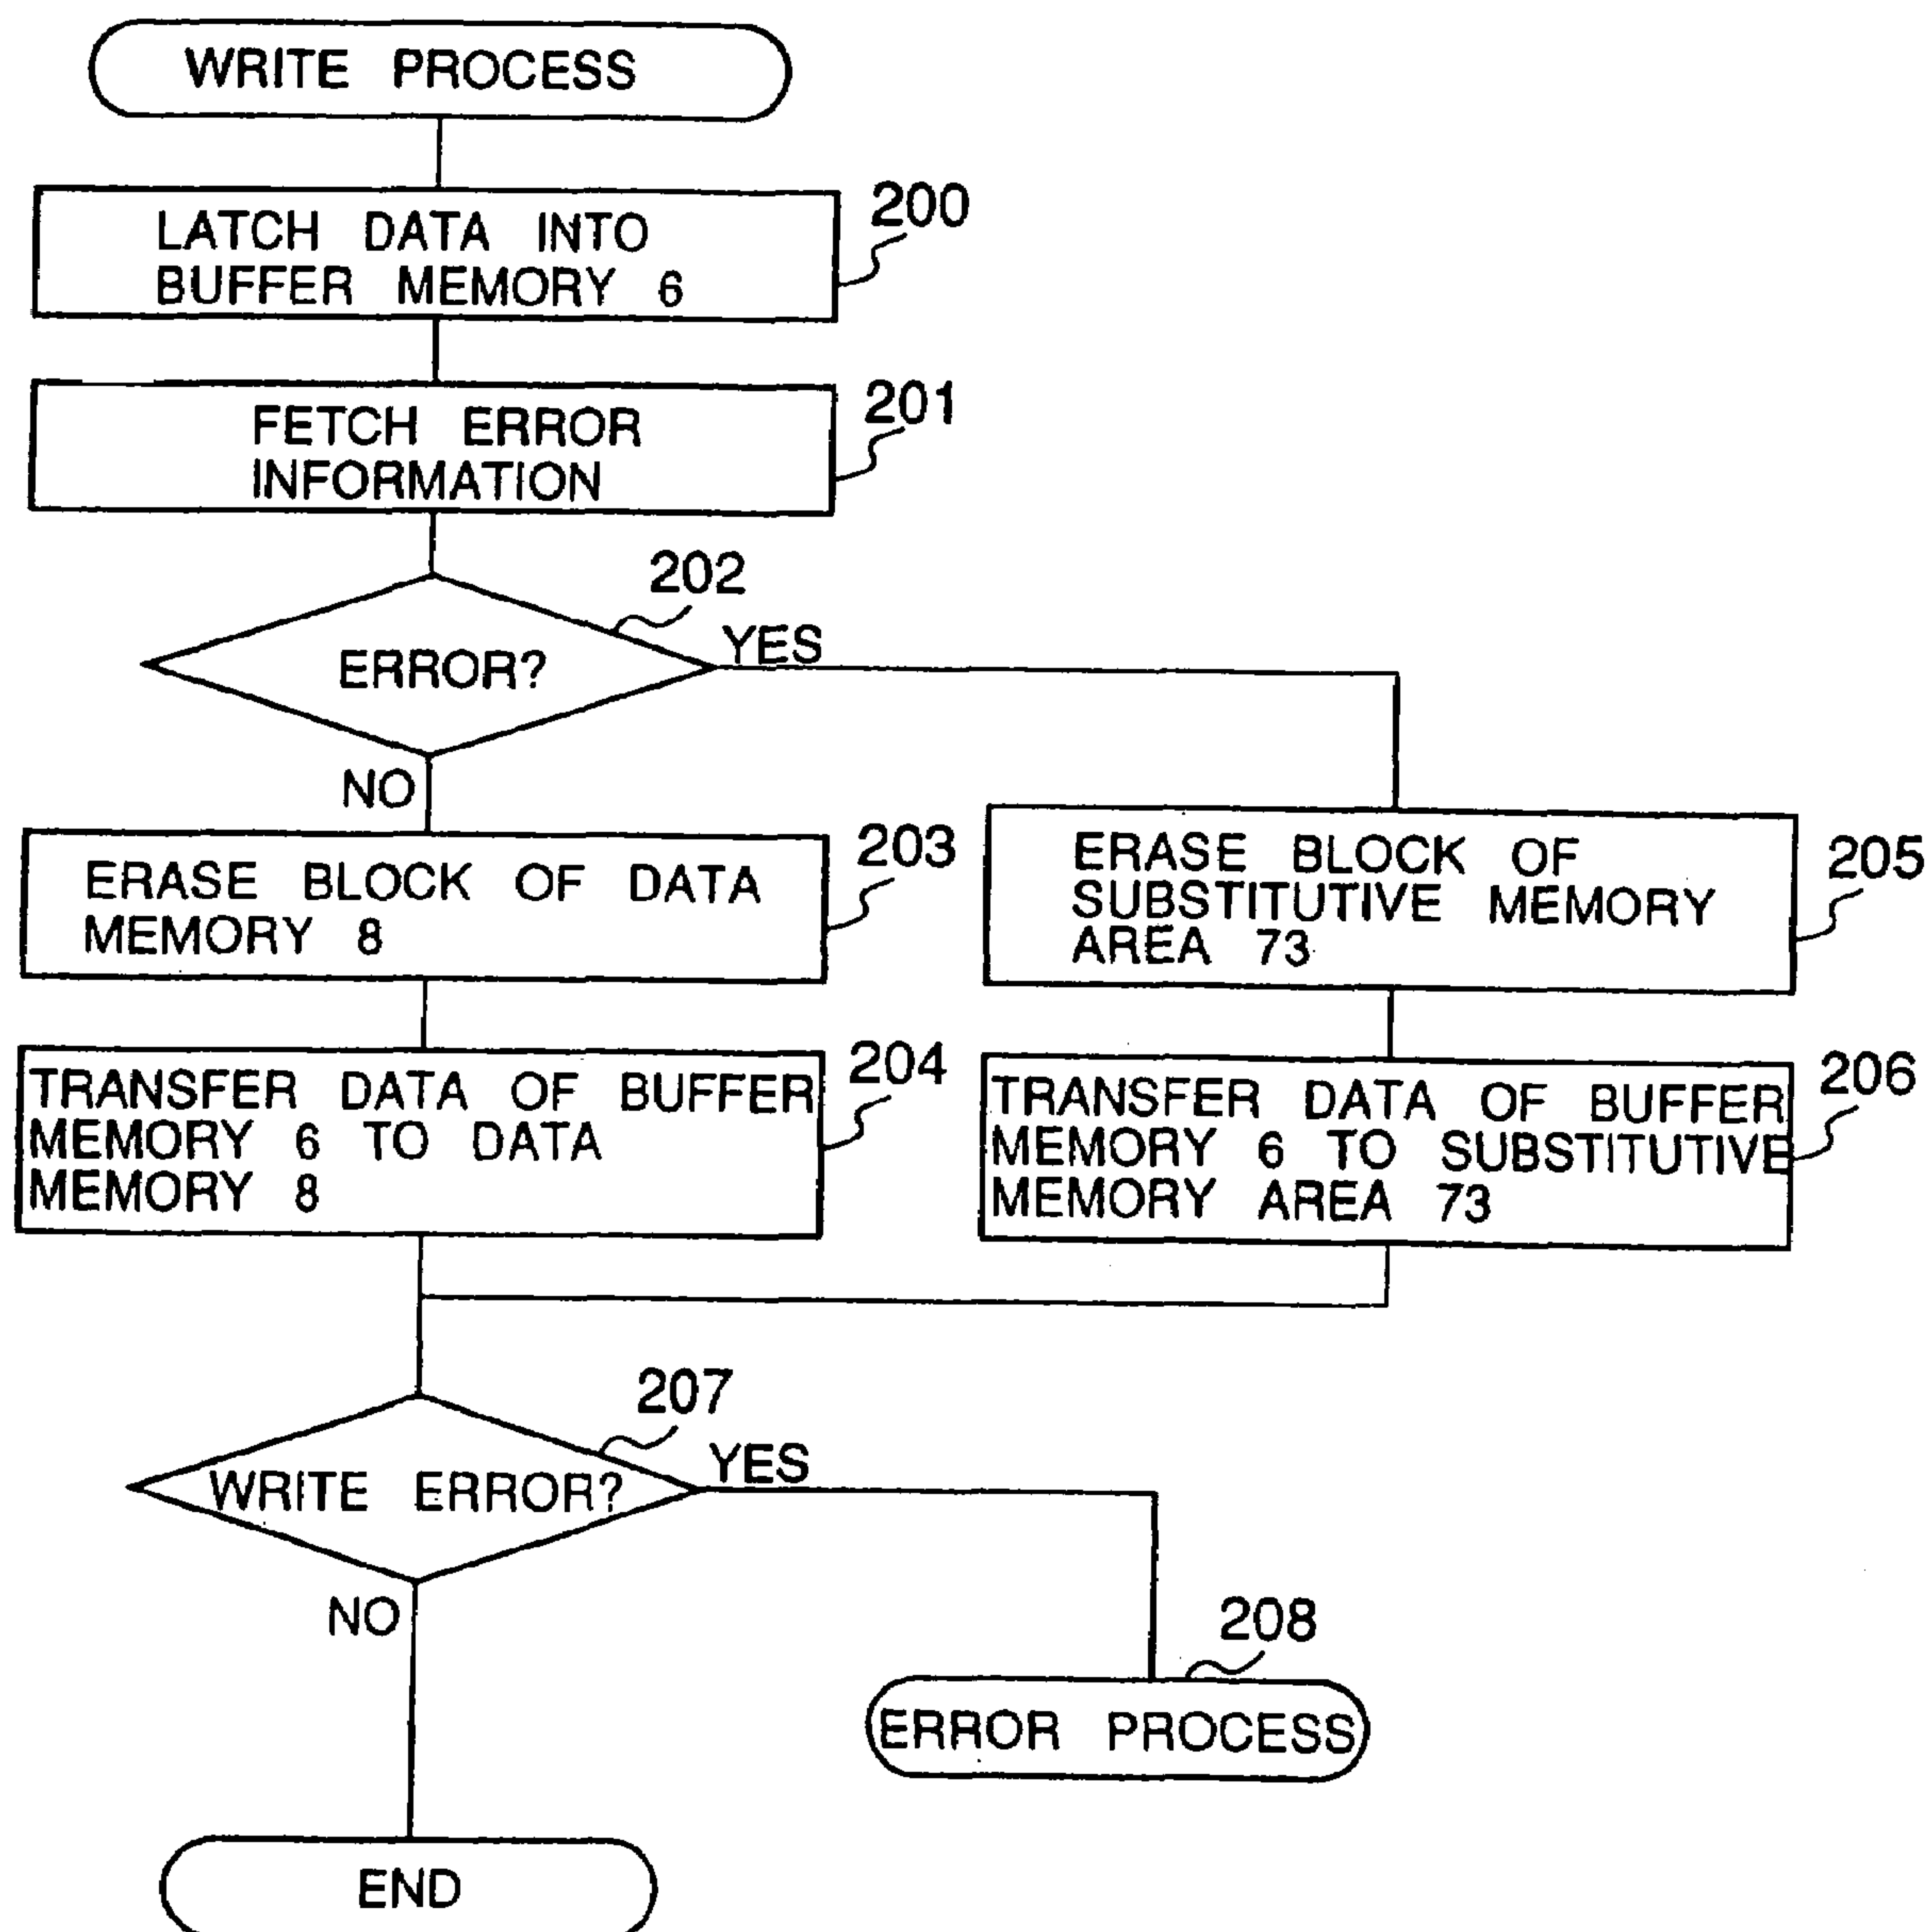 WRITE PROCESS
200
LATCH DATA INTO
BUFFER MEMORY 6
201
FETCH ERROR
INFORMATION
202
YES
ERROR?
NO
203
ERASE BLOCK OF DATA
MEMORY 8
205
ERASE BLOCK OF
SUBSTITUTIVE MEMORY
AREA 73
204
TRANSFER DATA OF BUFFER
MEMORY 6 TO DATA
MEMORY 8
206
TRANSFER DATA OF BUFFER
MEMORY 6 TO SUBSTITUTIVE
MEMORY AREA 73
207
YES
WRITE ERROR?
NO
208
ERROR PROCESS
END